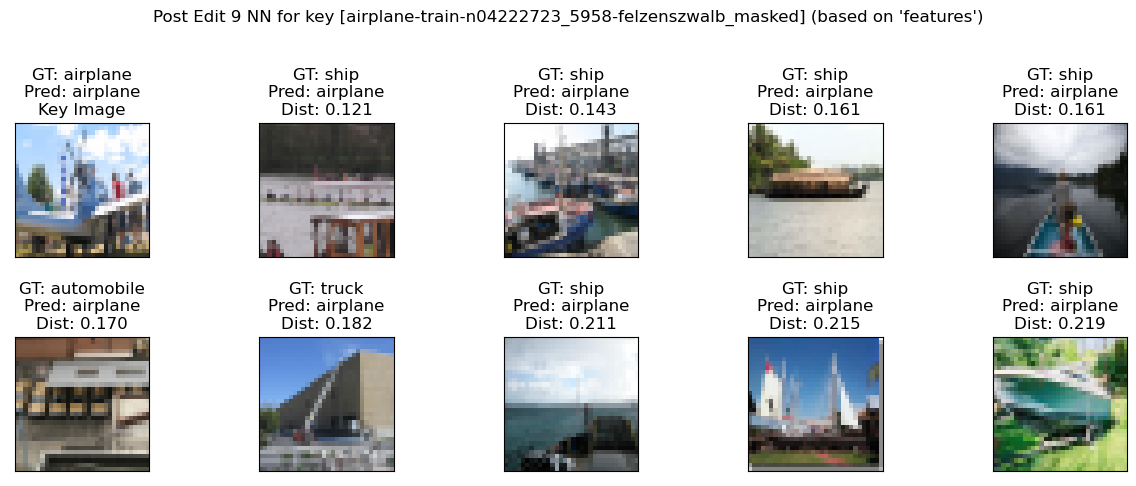 Post Edit 9 NN for key [airplane-train-n04222723_5958-felzenszwalb_masked] (based on 'features')
GT: airplane
Pred: airplane
Key Image
GT: ship
Pred: airplane
Dist: 0.121
GT: ship
Pred: airplane
Dist: 0.143
GT: ship
Pred: airplane
Dist: 0.161
GT: ship
Pred: airplane
Dist: 0.161
GT: automobile
Pred: airplane
Dist: 0.170
GT: truck
Pred: airplane
Dist: 0.182
GT: ship
Pred: airplane
Dist: 0.211
GT: ship
Pred: airplane
Dist: 0.215
GT: ship
Pred: airplane
Dist: 0.219